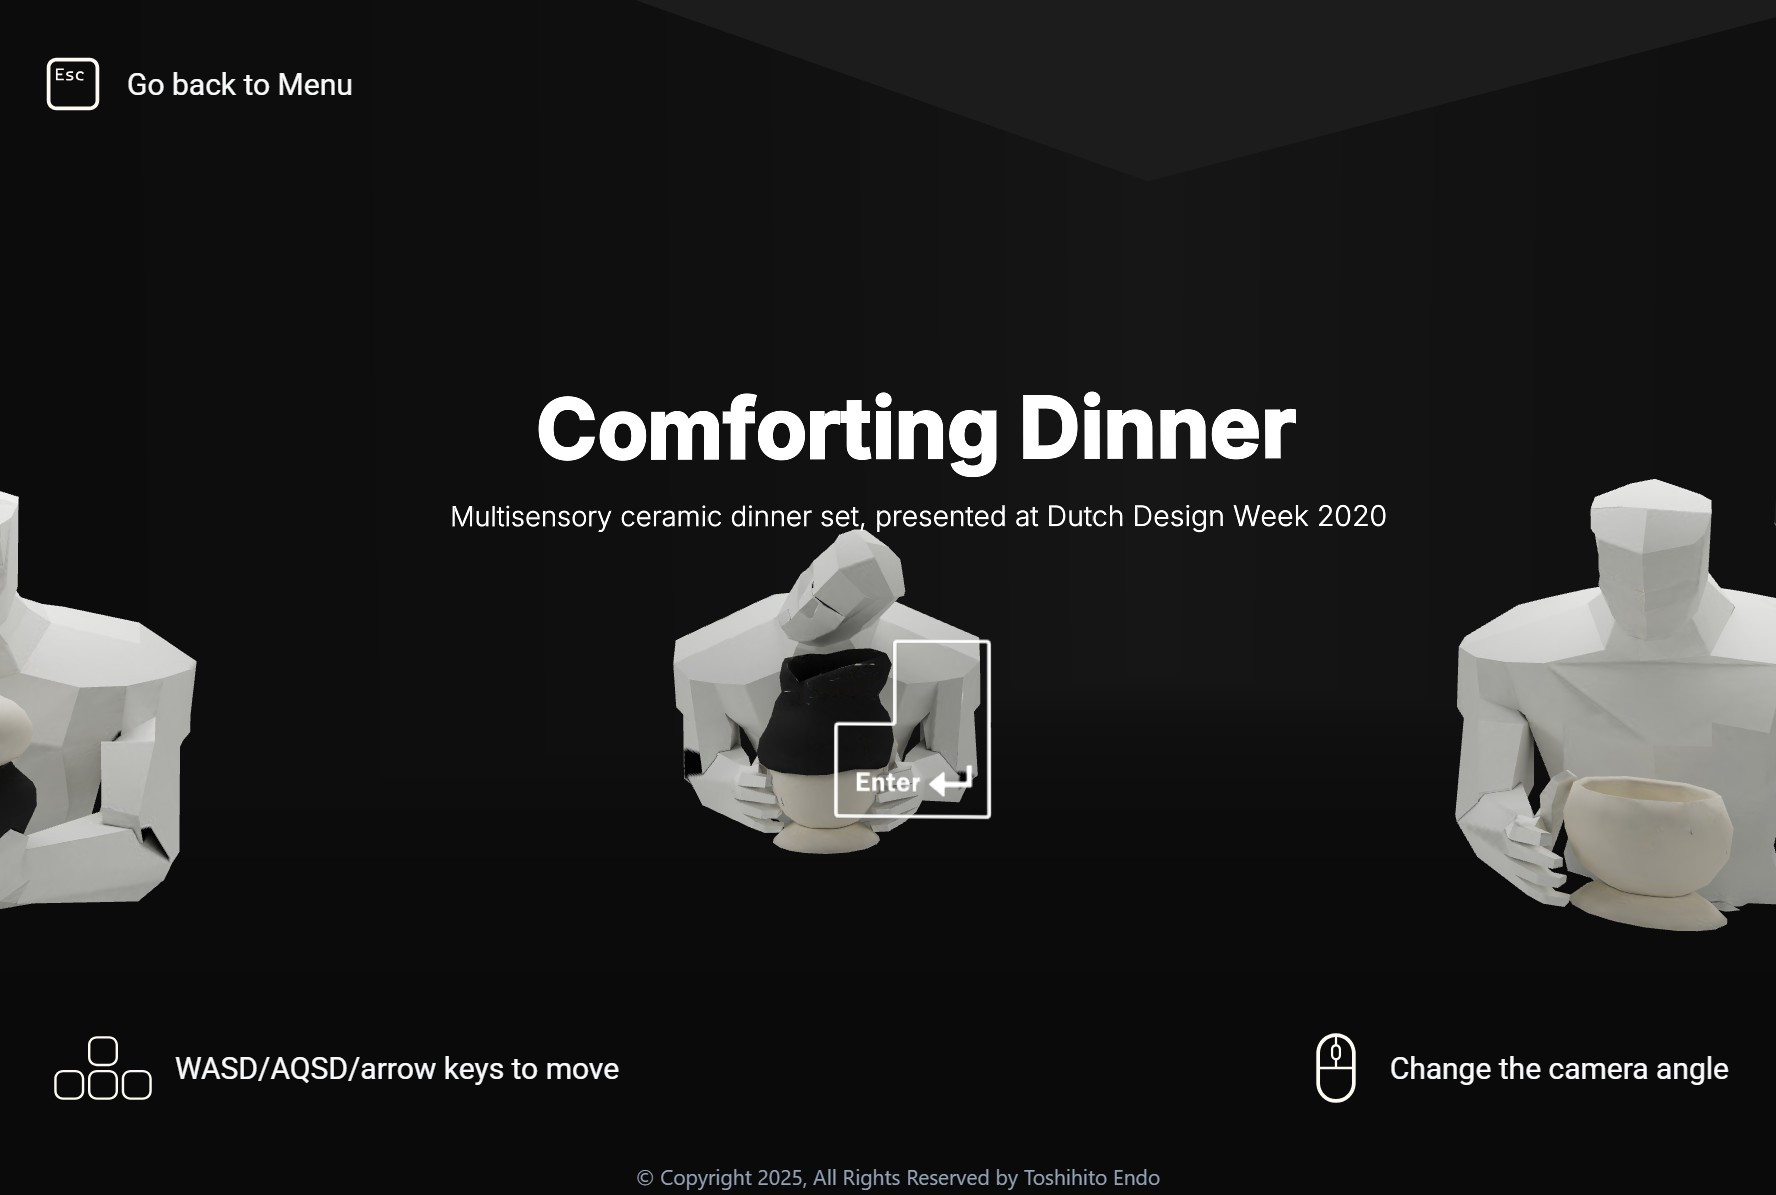 Esc
Go back to Menu
Comforting Dinner
Multisensory ceramic dinner set, presented at Dutch Design Week 2020
Enter
WASD/AQSD/arrow keys to move
Change the camera angle
© Copyright 2025, All Rights Reserved by Toshihito Endo